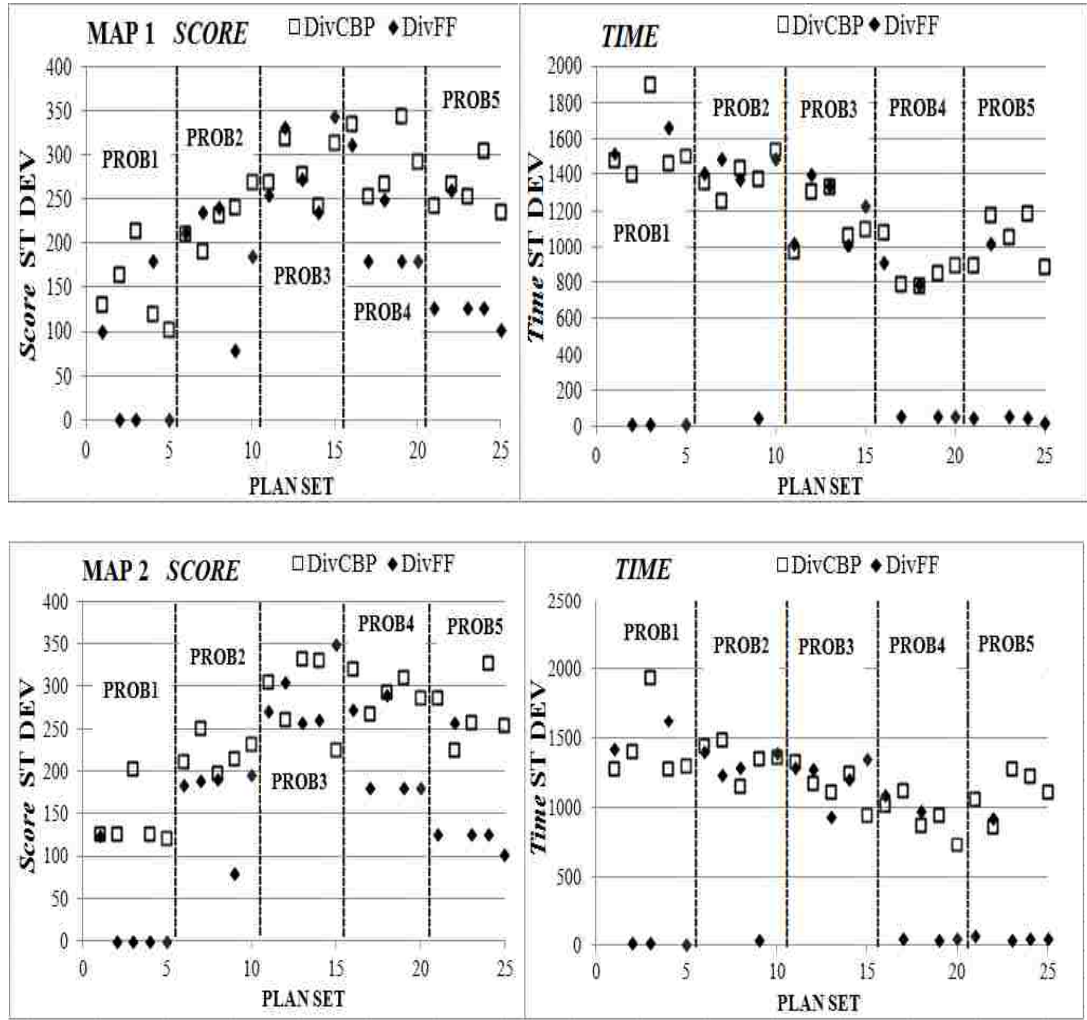 MAP 1 SCORE □DivCBP ◆DivFF
400
350
300
250
200
150
100
50
0
Score ST DEV
PROB1
PROB2
PROB3
PROB4
PROB5
0 5 10 15 20 25
PLAN SET
TIME □DivCBP ◆DivFF
2000
1800
1600
1400
1200
1000
800
600
400
200
0
Time ST DEV
PROB1
PROB2
PROB3
PROB4
PROB5
0 5 10 15 20 25
PLAN SET
MAP 2 SCORE □DivCBP ◆DivFF
400
350
300
250
200
150
100
50
0
Score ST DEV
PROB1
PROB2
PROB3
PROB4
PROB5
0 5 10 15 20 25
PLAN SET
TIME □DivCBP ◆DivFF
2500
2000
1500
1000
500
0
Time ST DEV
PROB1
PROB2
PROB3
PROB4
PROB5
0 5 10 15 20 25
PLAN SET